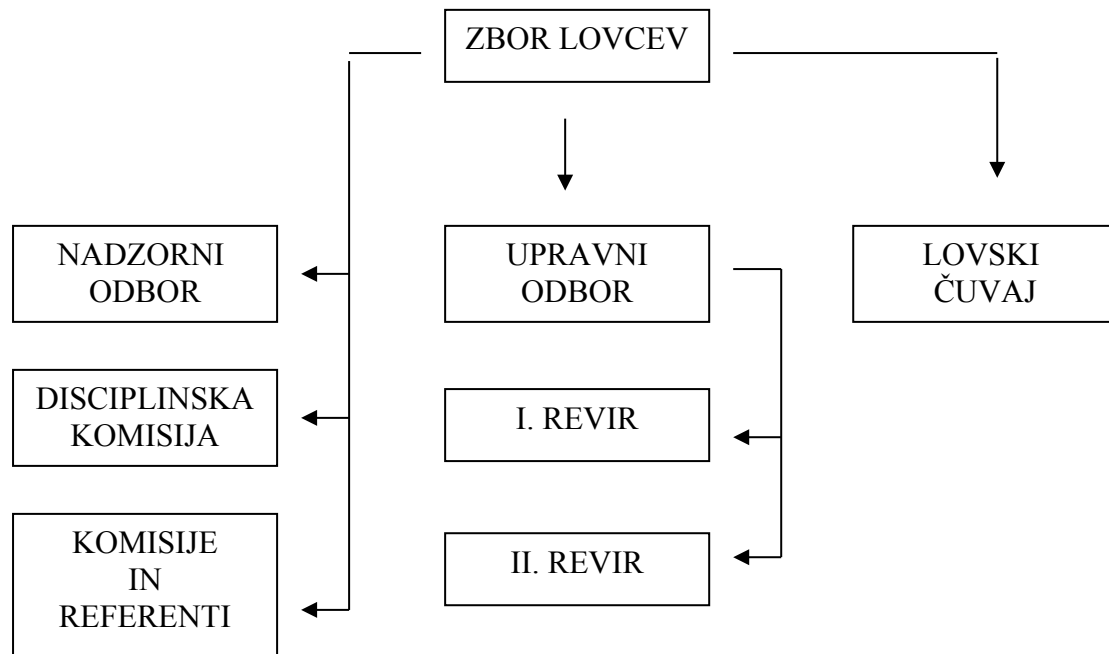 ZBOR LOVCEV
NADZORNI
ODBOR
UPRAVNI
ODBOR
LOVSKI
ČUVAJ
DISCIPLINSKA
KOMISIJA
I. REVIR
KOMISIJE
IN
REFERENTI
II. REVIR